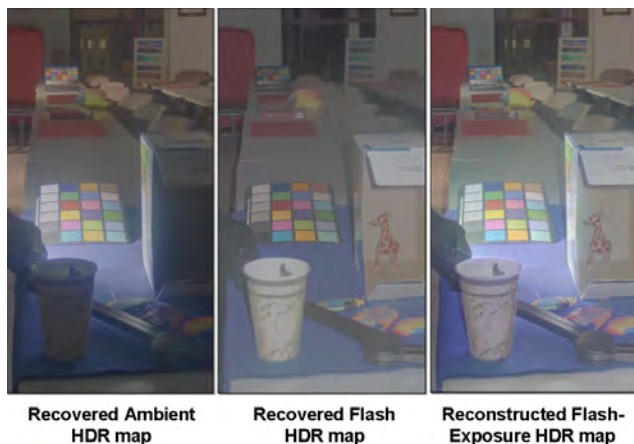 Recovered Ambient
HDR map
Recovered Flash
HDR map
Reconstructed Flash-
Exposure HDR map